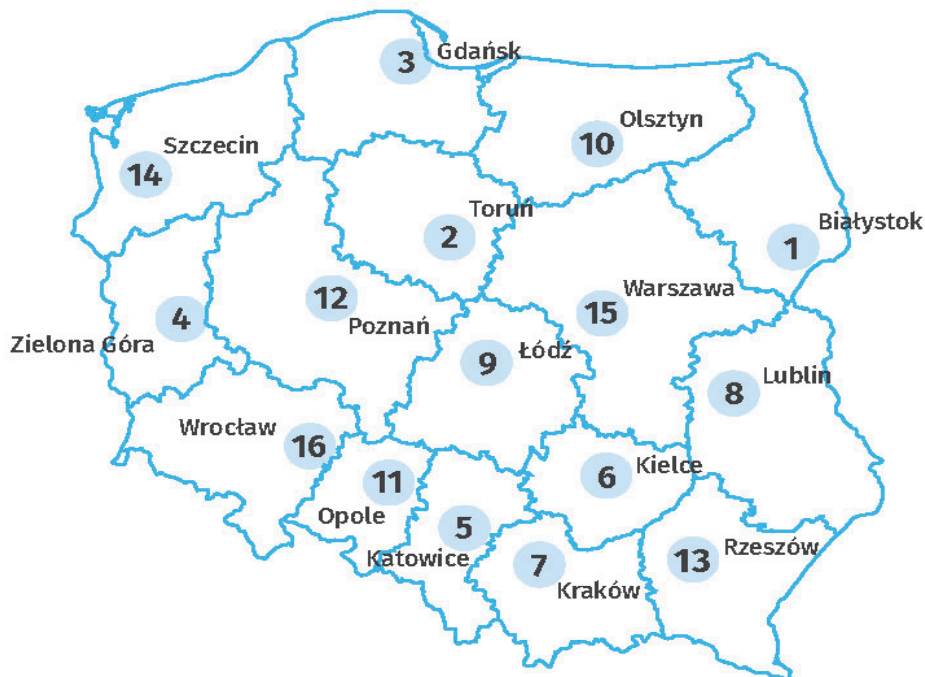 3 Gdańsk
10 Olsztyn
14 Szczecin
2 Toruń
1 Białystok
12 Poznań
15 Warszawa
4 Zielona Góra
9 Łódź
8 Lublin
16 Wrocław
6 Kielce
11 Opole
5 Katowice
7 Kraków
13 Rzeszów